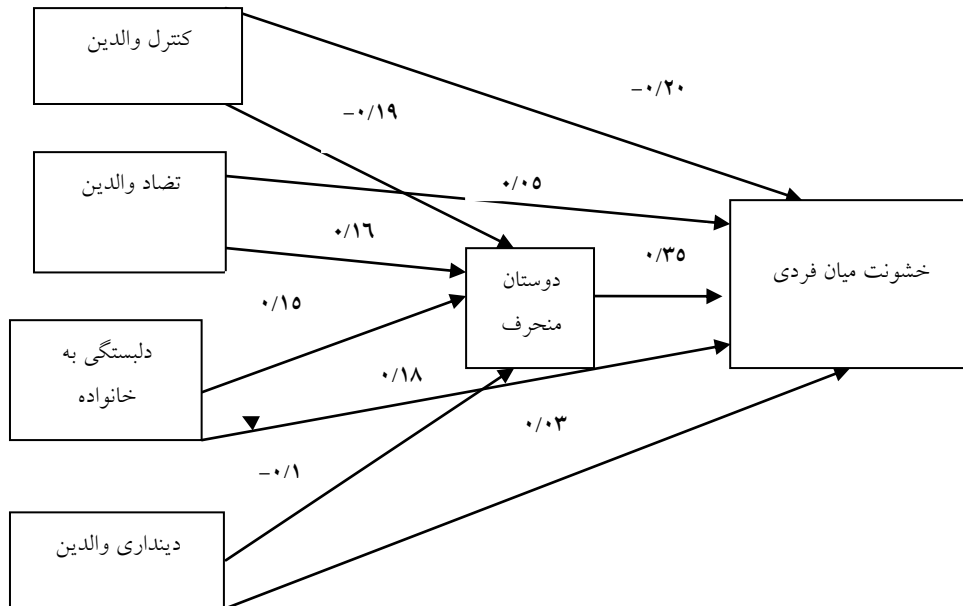 کنترل والدین
-۰/۲۰
-۰/۱۹
تضاد والدین
۰/۰۵
۰/۱۶
دوستان
منحرف
۰/۳۵
خشونت میان فردی
۰/۱۵
دلبستگی به
خانواده
۰/۱۸
۰/۰۳
-۰/۱
دینداری والدین